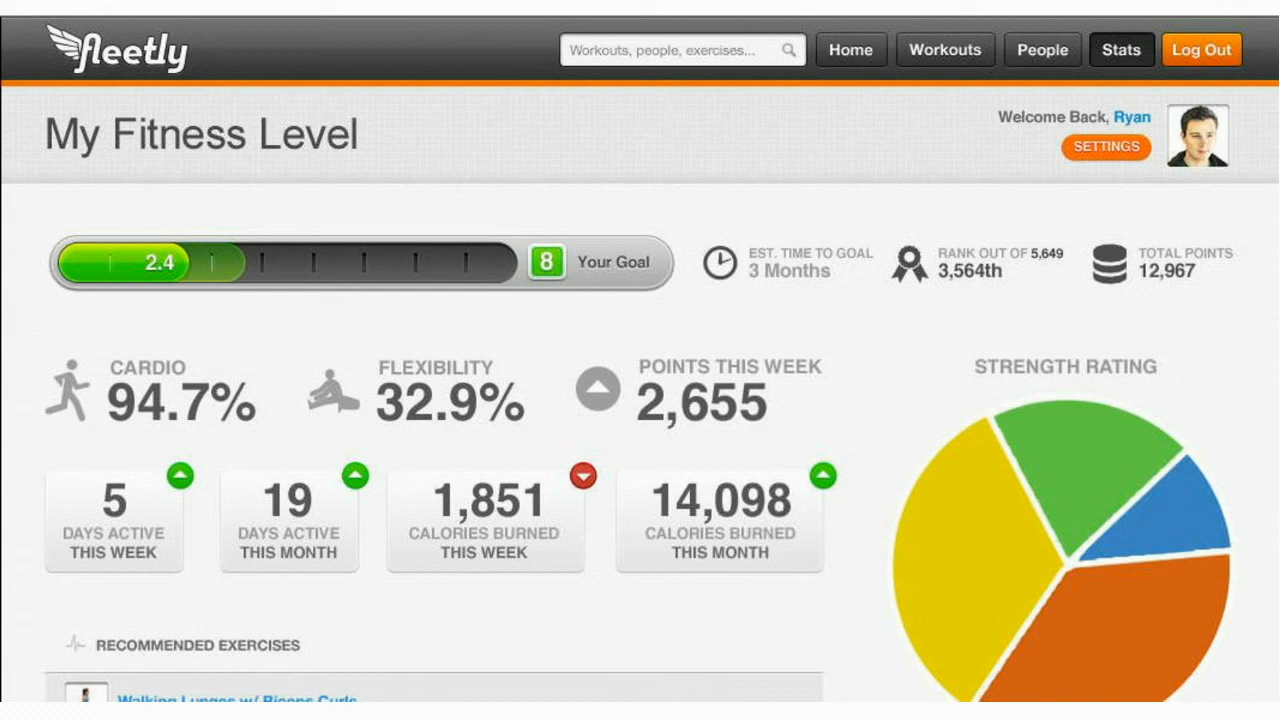 fleetly
Workouts, people, exercises...
Home
Workouts
People
Stats
Log Out
My Fitness Level
Welcome Back, Ryan
SETTINGS
2.4
8
Your Goal
EST. TIME TO GOAL
3 Months
RANK OUT OF 5,649
3,564th
TOTAL POINTS
12,967
CARDIO
94.7%
FLEXIBILITY
32.9%
POINTS THIS WEEK
2,655
STRENGTH RATING
5
DAYS ACTIVE
THIS WEEK
19
DAYS ACTIVE
THIS MONTH
1,851
CALORIES BURNED
THIS WEEK
14,098
CALORIES BURNED
THIS MONTH
RECOMMENDED EXERCISES
Walking Lunges w/ Biceps Curls